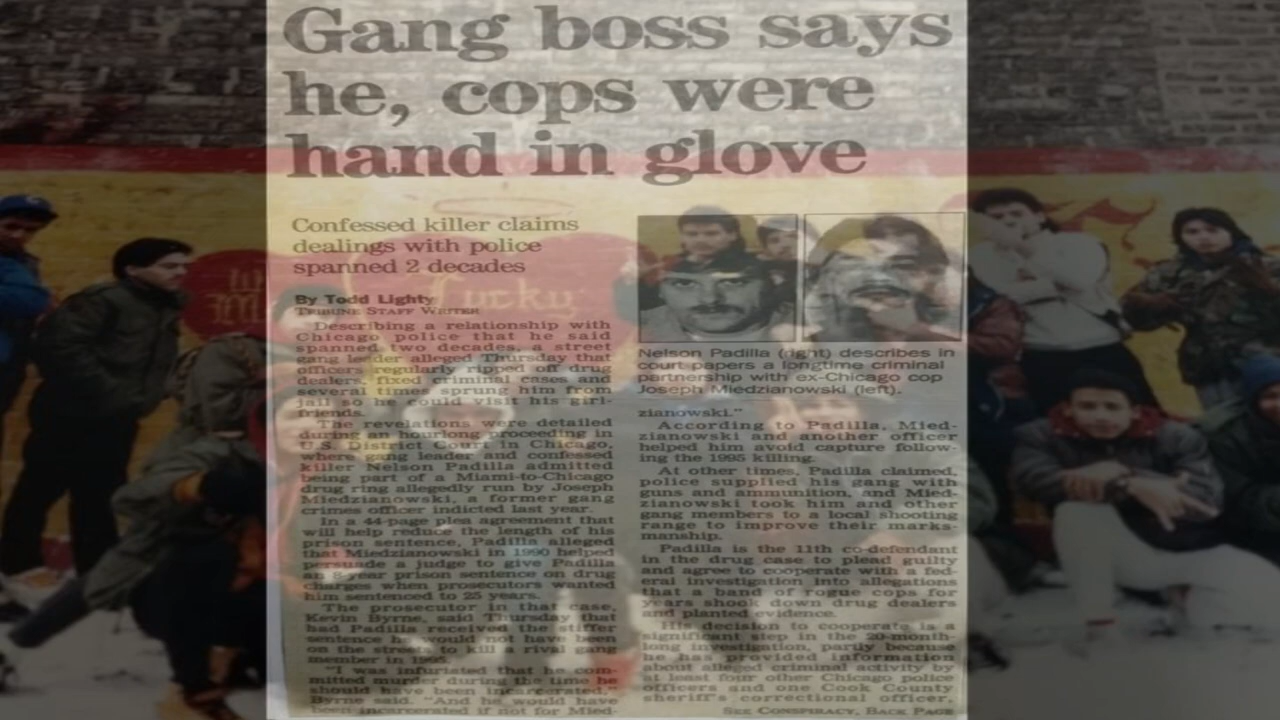 Gang boss says
he, cops were
hand in glove
Confessed killer claims
dealings with police
spanned 2 decades
By Todd Lighty
TRIBUNE STAFF WRITER
Describing a relationship with
Chicago police that he said
spanned two decades, a street
gang leader alleged Thursday that
officers regularly ripped off drug
dealers, fixed criminal cases and
several times sprung him from
jail so he could visit his girl-
friends.
The revelations were detailed
during an hourlong proceeding in
U.S. District Court in Chicago,
where gang leader and confessed
killer Nelson Padilla admitted
being part of a Miami-to-Chicago
drug ring allegedly run by Joseph
Miedzianowski, a former gang
crimes officer indicted last year.
In a 44-page plea agreement that
will help reduce the length of his
prison sentence, Padilla alleged
that Miedzianowski in 1990 helped
persuade a judge to give Padilla
an 8-year prison sentence on drug
charges when prosecutors wanted
him sentenced to 25 years.
The prosecutor in that case,
Kevin Byrne, said Thursday that
had Padilla received the stiffer
sentence he would not have been
on the streets to kill a rival gang
member in 1995.
"I was infuriated that he com-
mitted murder during the time he
should have been incarcerated,"
Byrne said. "And he would have
been incarcerated if not for Mied-
Nelson Padilla (right) describes in
court papers a longtime criminal
partnership with ex-Chicago cop
Joseph Miedzianowski (left).
zianowski."
According to Padilla, Mied-
zianowski and another officer
helped him avoid capture follow-
ing the 1995 killing.
At other times, Padilla claimed,
police supplied his gang with
guns and ammunition, and Mied-
zianowski took him and other
gang members to a local shooting
range to improve their marks-
manship.
Padilla is the 11th co-defendant
in the drug case to plead guilty
and agree to cooperate with a fed-
eral investigation into allegations
that a band of rogue cops for
years shook down drug dealers
and planted evidence.
His decision to cooperate is a
significant step in the 20-month-
long investigation, partly because
he has provided information
about alleged criminal activity by
at least four other Chicago police
officers and one Cook County
sheriff's correctional officer.
SEE CONSPIRACY, BACK PAGE
Lucky